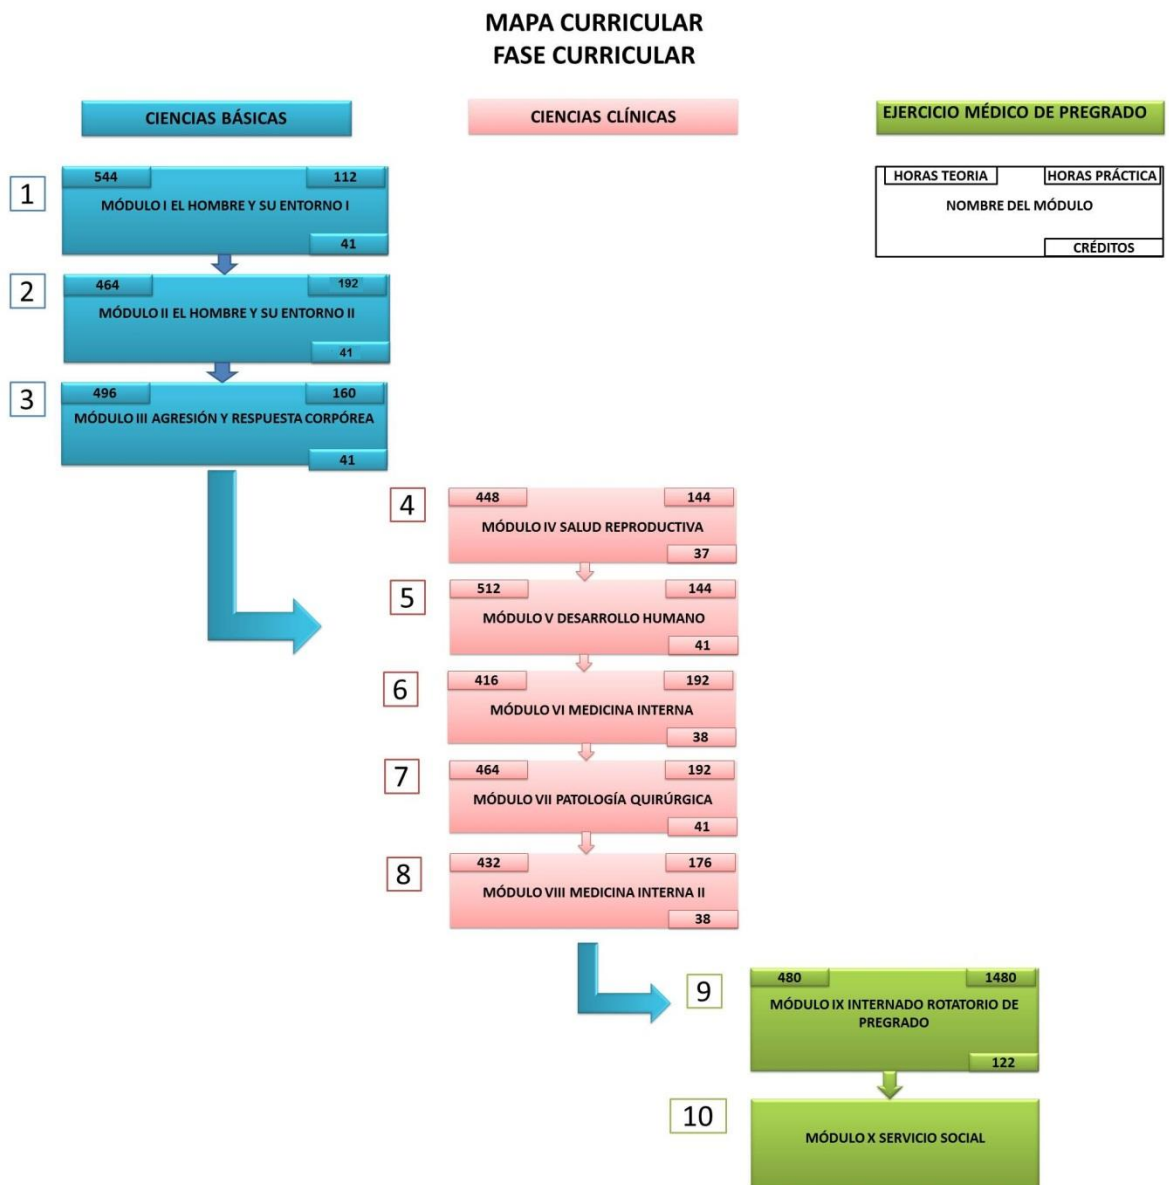 MAPA CURRICULAR
FASE CURRICULAR
CIENCIAS BÁSICAS
CIENCIAS CLÍNICAS
EJERCICIO MÉDICO DE PREGRADO
HORAS TEORIA
HORAS PRÁCTICA
NOMBRE DEL MÓDULO
CRÉDITOS
1
544
112
MÓDULO I EL HOMBRE Y SU ENTORNO I
41
2
464
192
MÓDULO II EL HOMBRE Y SU ENTORNO II
41
3
496
160
MÓDULO III AGRESIÓN Y RESPUESTA CORPÓREA
41
4
448
144
MÓDULO IV SALUD REPRODUCTIVA
37
5
512
144
MÓDULO V DESARROLLO HUMANO
41
6
416
192
MÓDULO VI MEDICINA INTERNA
38
7
464
192
MÓDULO VII PATOLOGÍA QUIRÚRGICA
41
8
432
176
MÓDULO VIII MEDICINA INTERNA II
38
9
480
1480
MÓDULO IX INTERNADO ROTATORIO DE
PREGRADO
122
10
MÓDULO X SERVICIO SOCIAL